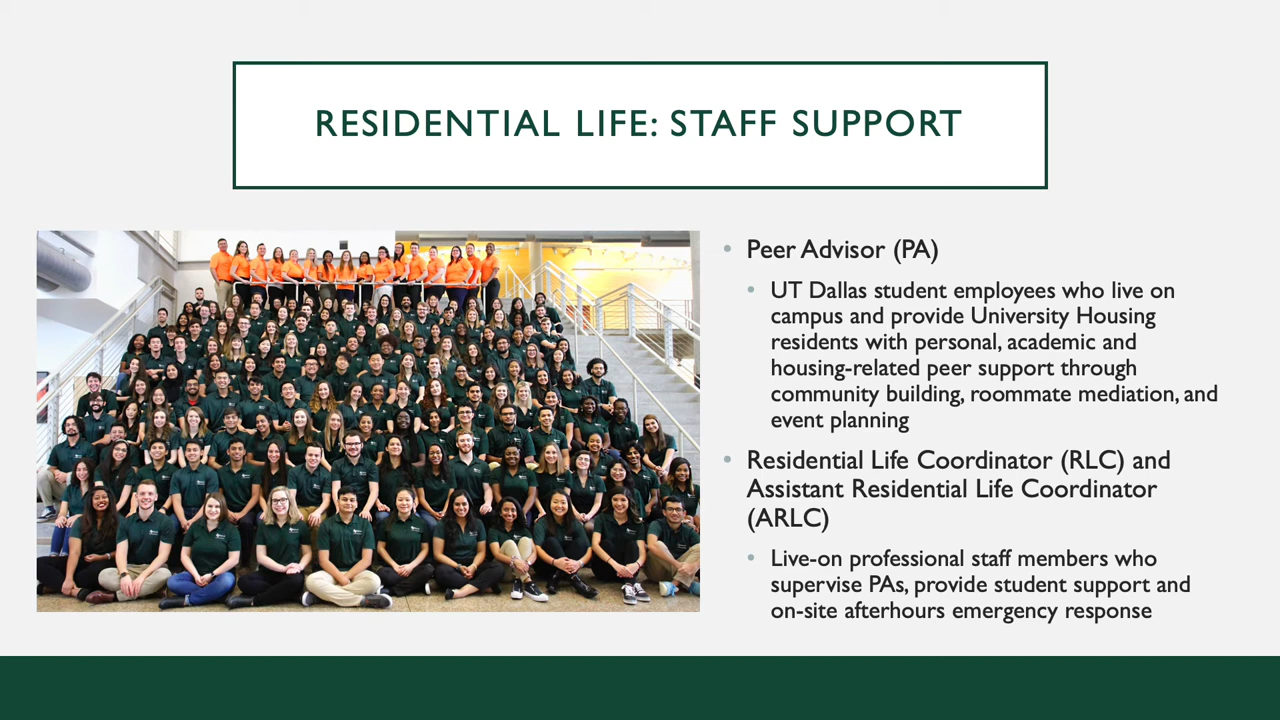 RESIDENTIAL LIFE: STAFF SUPPORT
• Peer Advisor (PA)
• UT Dallas student employees who live on
campus and provide University Housing
residents with personal, academic and
housing-related peer support through
community building, roommate mediation, and
event planning
• Residential Life Coordinator (RLC) and
Assistant Residential Life Coordinator
(ARLC)
• Live-on professional staff members who
supervise PAs, provide student support and
on-site afterhours emergency response